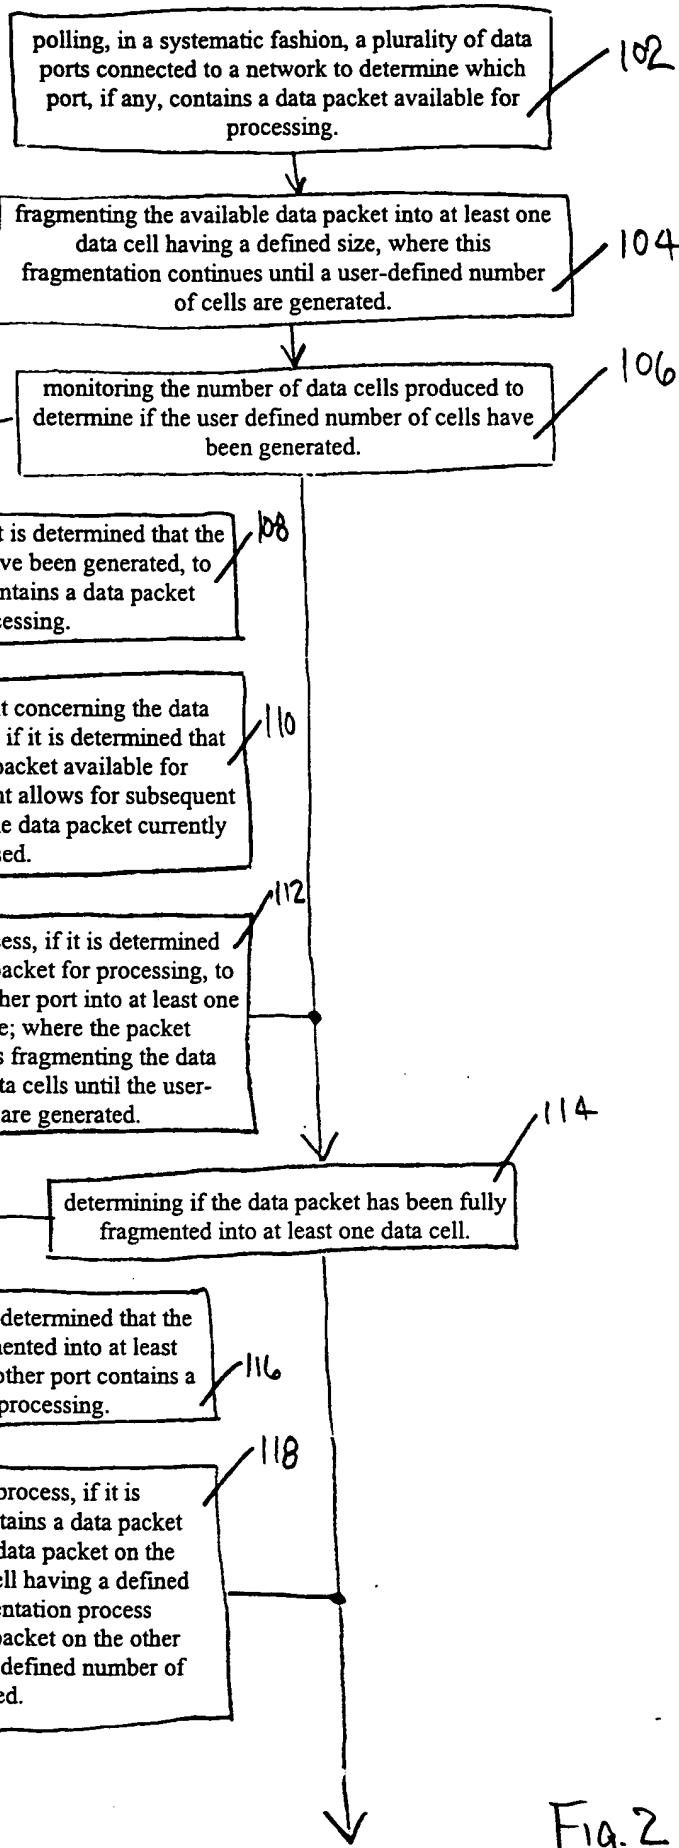 polling, in a systematic fashion, a plurality of data
ports connected to a network to determine which
port, if any, contains a data packet available for
processing.
102
fragmenting the available data packet into at least one
data cell having a defined size, where this
fragmentation continues until a user-defined number
of cells are generated.
104
monitoring the number of data cells produced to
determine if the user defined number of cells have
been generated.
106
t is determined that the
ve been generated, to
ntains a data packet
cessing.
108
t concerning the data
if it is determined that
packet available for
nt allows for subsequent
e data packet currently
sed.
110
cess, if it is determined
packet for processing, to
her port into at least one
e; where the packet
s fragmenting the data
ta cells until the user-
are generated.
112
determining if the data packet has been fully
fragmented into at least one data cell.
114
determined that the
mented into at least
other port contains a
processing.
116
process, if it is
tains a data packet
data packet on the
ell having a defined
entation process
packet on the other
defined number of
ed.
118
Fig. 2